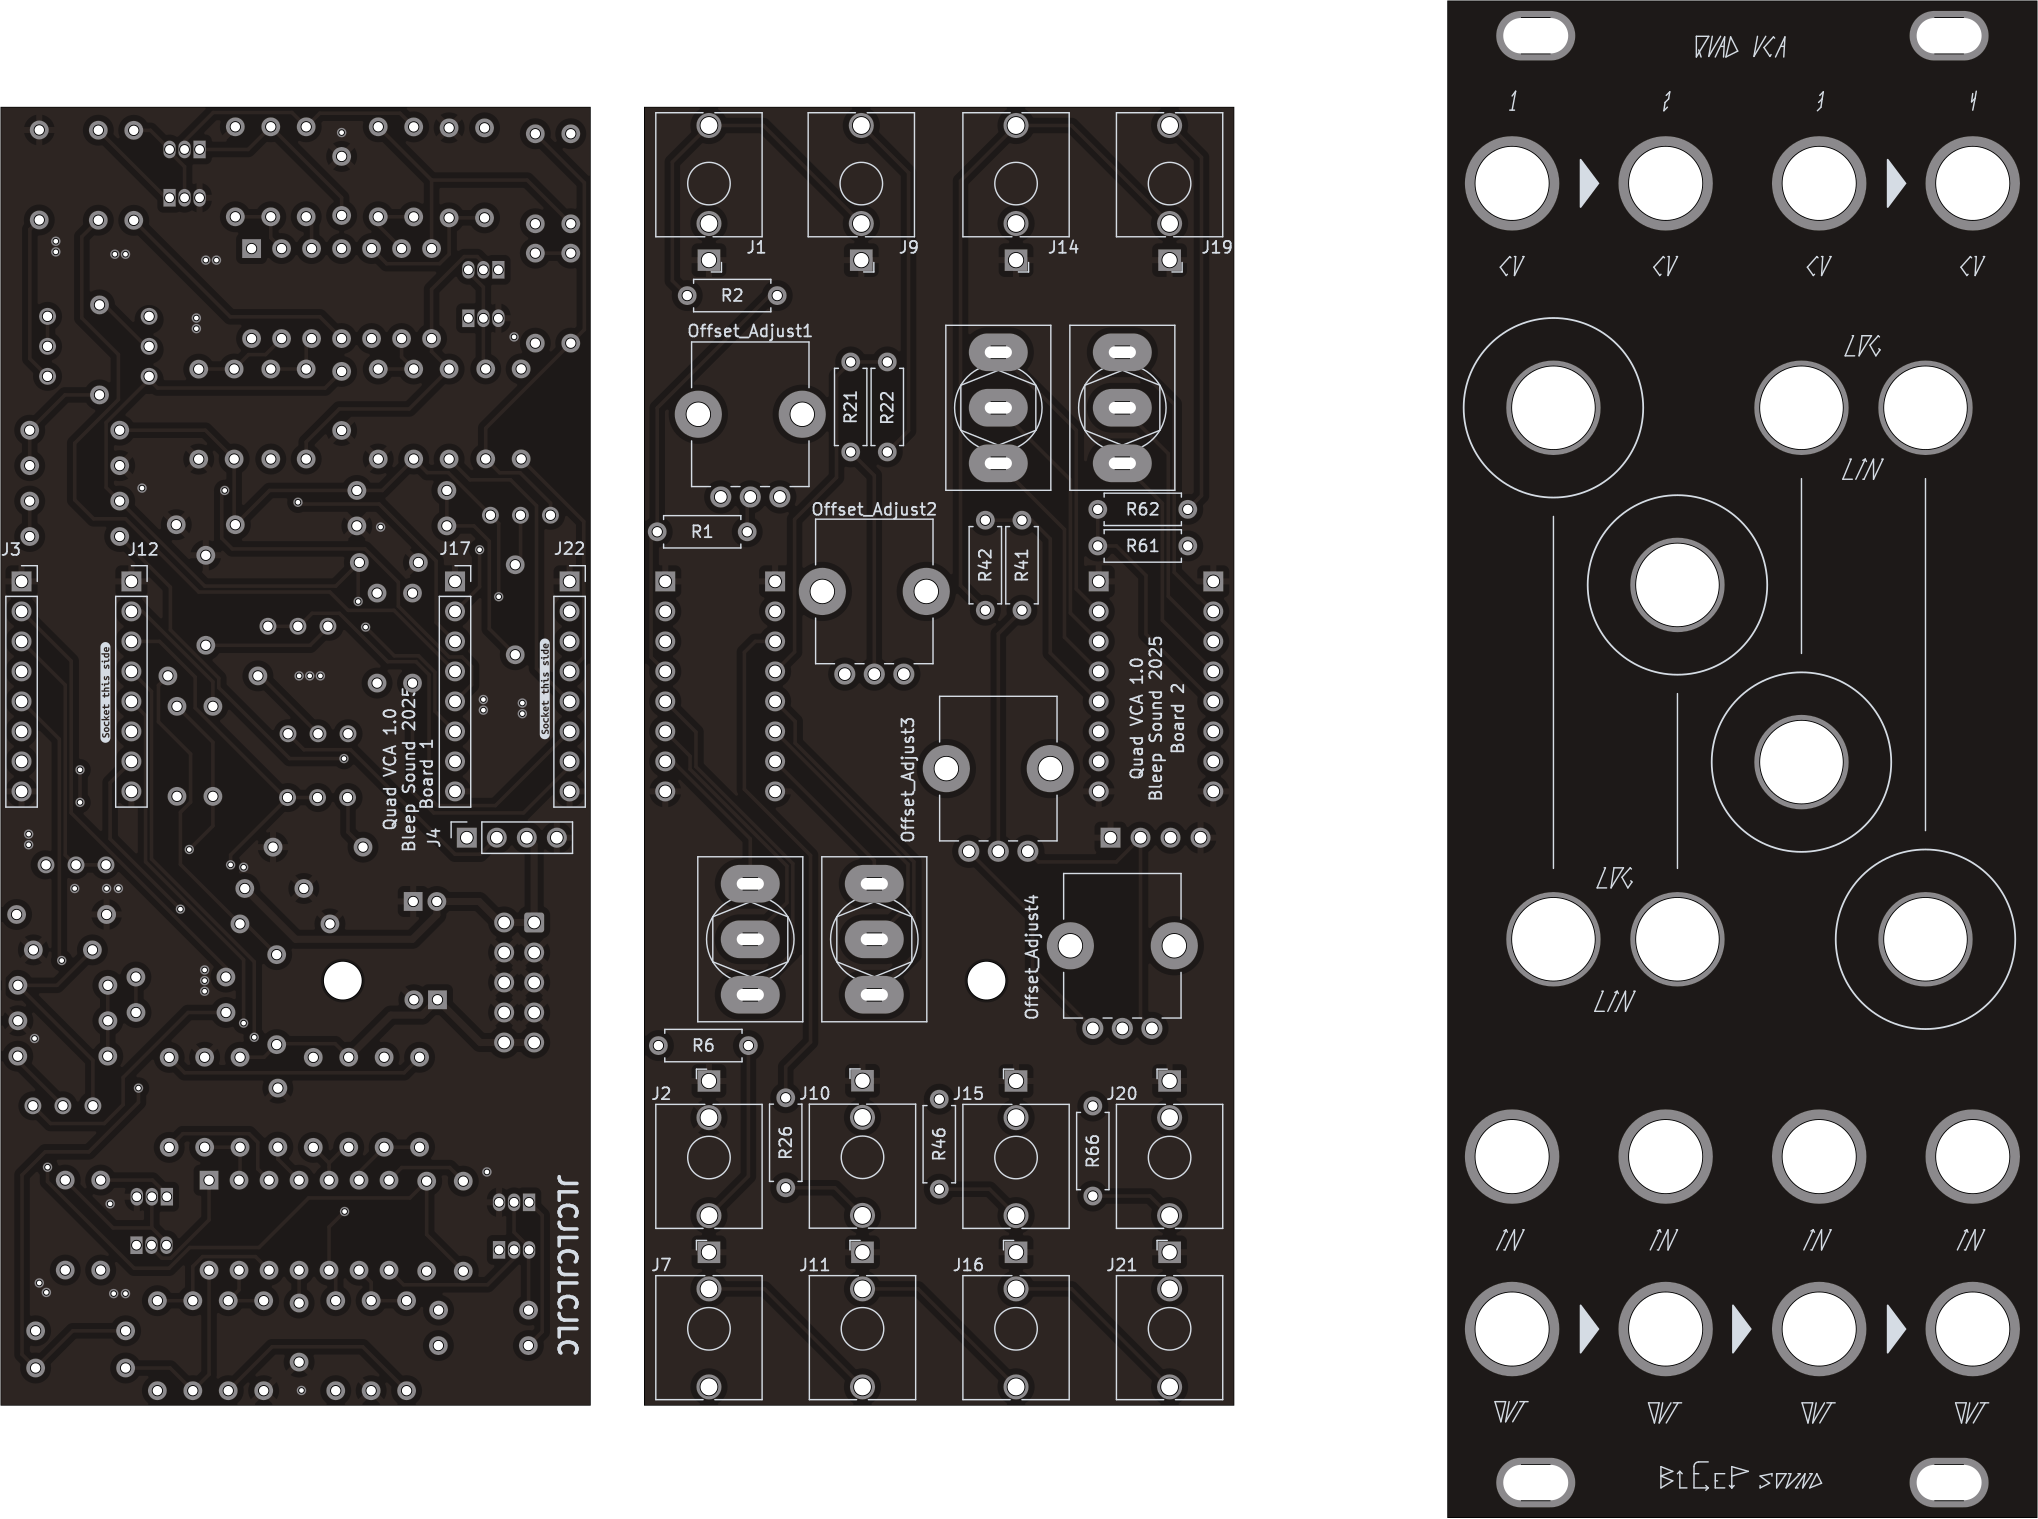 J3
J12
J17
J22
Socket this side
Socket this side
Quad VCA 1.0
Bleep Sound 2025
Board 1
J4
JLCJLCJLCJLC
J1
J9
J14
J19
R2
Offset_Adjust1
R21
R22
Offset_Adjust2
R62
R1
R61
R42
R41
Quad VCA 1.0
Bleep Sound 2025
Board 2
Offset_Adjust3
Offset_Adjust4
R6
J2
J10
J15
J20
R26
R46
R66
J7
J11
J16
J21
QUAD VCA
1 2 3 4
CV CV CV CV
LPG
LIN
LPG
LIN
IN IN IN IN
OUT OUT OUT OUT
BLEEP SOUND